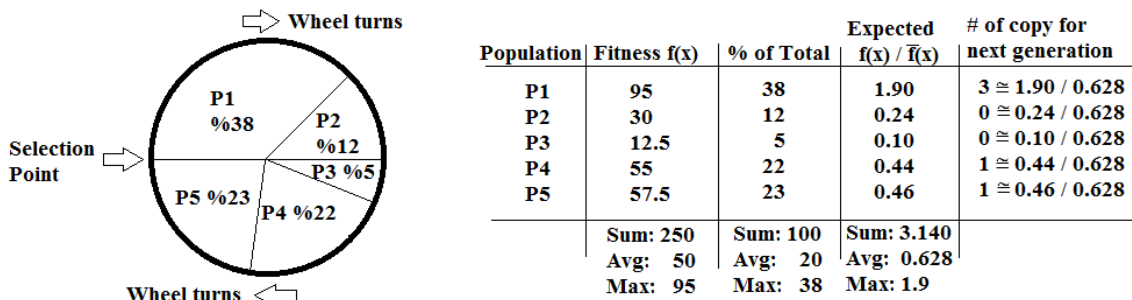 Wheel turns
P1
%38
P2
%12
Selection
Point
P3 %5
P5 %23
P4 %22
Wheel turns
Population Fitness f(x) % of Total Expected f(x) / f̅(x) # of copy for next generation
P1 95 38 1.90 3 ≅ 1.90 / 0.628
P2 30 12 0.24 0 ≅ 0.24 / 0.628
P3 12.5 5 0.10 0 ≅ 0.10 / 0.628
P4 55 22 0.44 1 ≅ 0.44 / 0.628
P5 57.5 23 0.46 1 ≅ 0.46 / 0.628
Sum: 250 Sum: 100 Sum: 3.140
Avg: 50 Avg: 20 Avg: 0.628
Max: 95 Max: 38 Max: 1.9